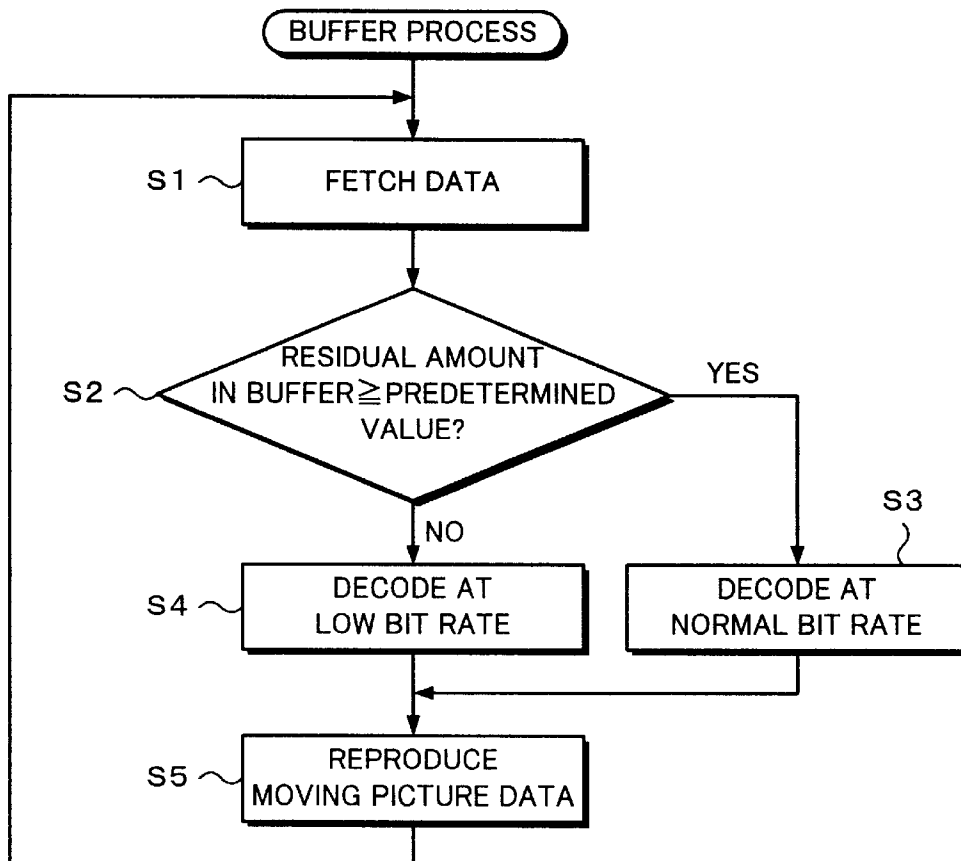 BUFFER PROCESS
S1
FETCH DATA
S2
RESIDUAL AMOUNT
IN BUFFER≧PREDETERMINED
VALUE?
YES
NO
S3
S4
DECODE AT
LOW BIT RATE
DECODE AT
NORMAL BIT RATE
S5
REPRODUCE
MOVING PICTURE DATA